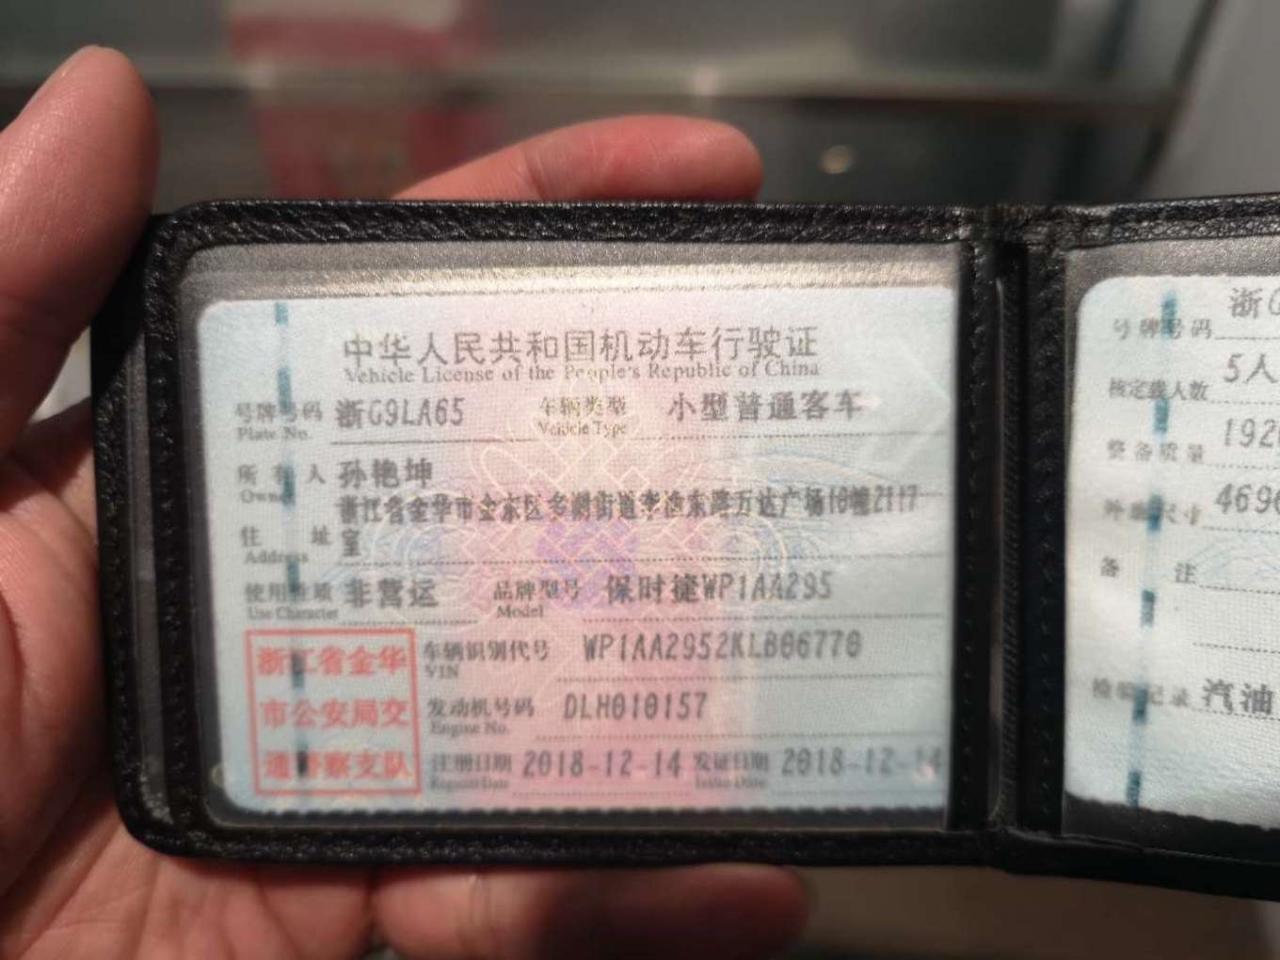 中华人民共和国机动车行驶证
Vehicle License of the People's Republic of China
号牌号码 浙G9LA65 车辆类型 小型普通客车
Plate No. Vehicle Type
所有人 孙艳坤
Owner
浙江省金华市金东区多湖街道李渔东路万达广场10幢2117
住址 室
Address
使用性质 非营运 品牌型号 保时捷WP1AA295
Use Character Model
浙江省金华
市公安局交
通警察支队
车辆识别代号 WP1AA2952KLB06770
VIN
发动机号码 DLH010157
Engine No.
注册日期 2018-12-14 发证日期 2018-12-14
Register Date Issue Date
号牌号码 浙G
核定载人数 5人
整备质量 192
外廓尺寸 469
备注
检验记录 汽油